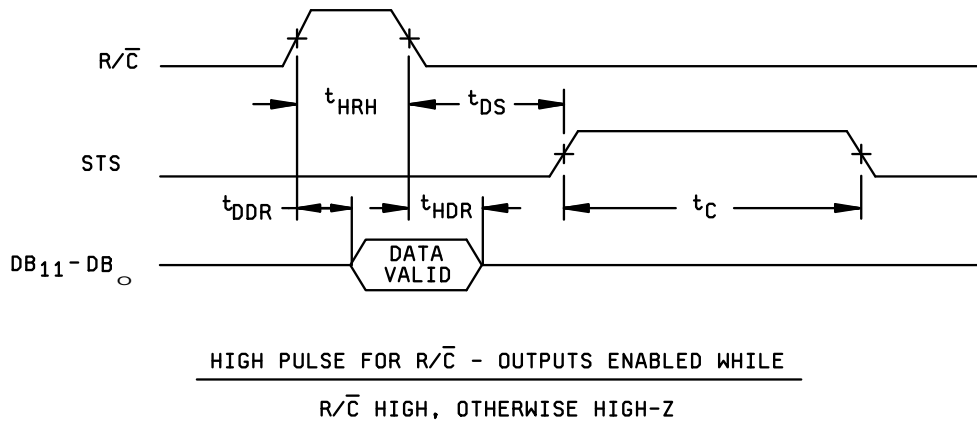 R/C̅
tHRH
tDS
STS
tDDR
tHDR
tC
DB11-DB0
DATA
VALID
HIGH PULSE FOR R/C̅ - OUTPUTS ENABLED WHILE
R/C̅ HIGH, OTHERWISE HIGH-Z